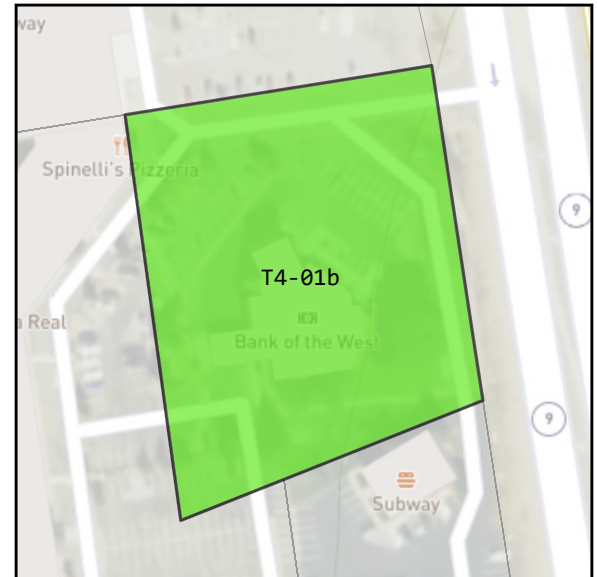 way
Spinelli's Pizzeria
9
T4-01b
a Real
Bank of the West
9
Subway